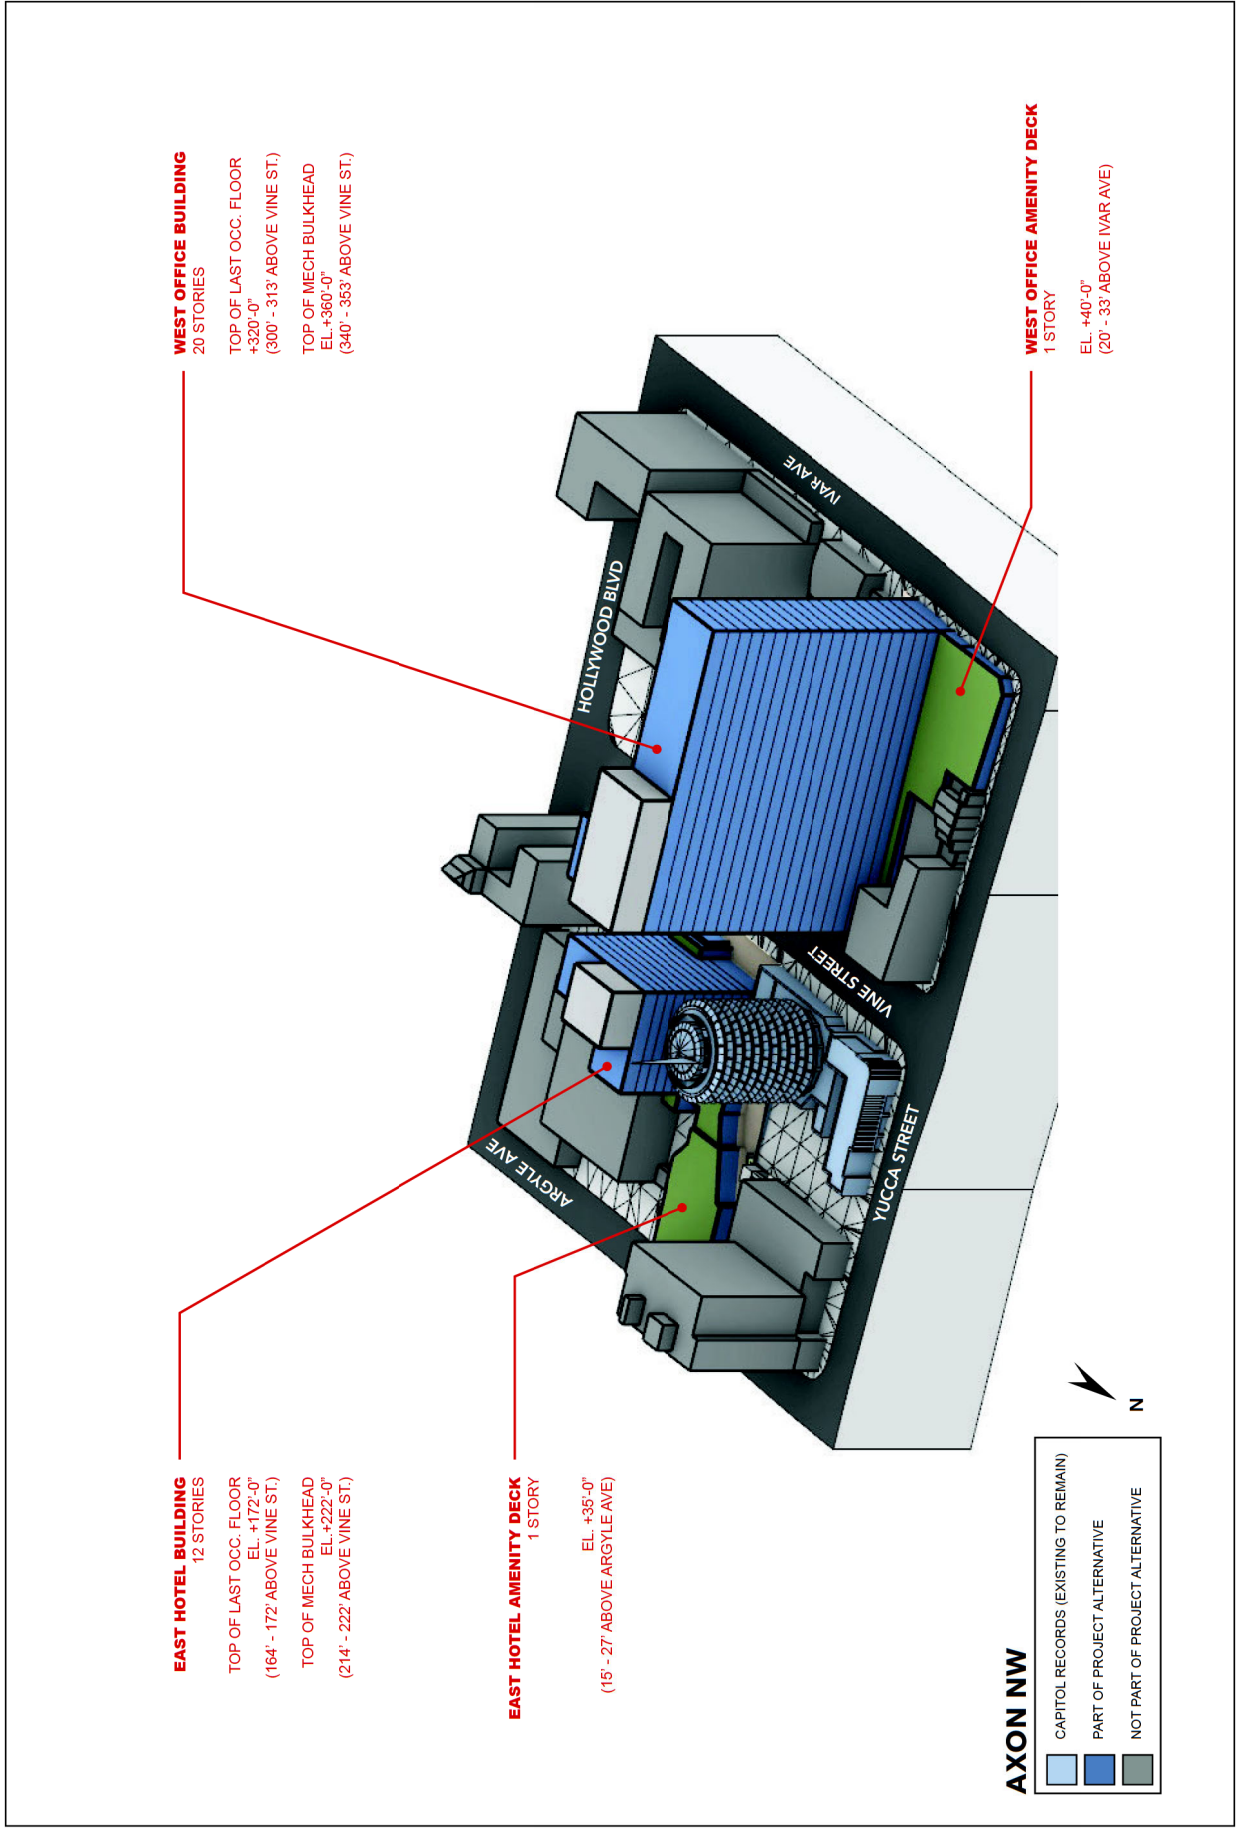 EAST HOTEL BUILDING
12 STORIES
TOP OF LAST OCC. FLOOR
EL. +172'-0"
(164' - 172' ABOVE VINE ST.)
TOP OF MECH BULKHEAD
EL.+222'-0"
(214' - 222' ABOVE VINE ST.)
WEST OFFICE BUILDING
20 STORIES
TOP OF LAST OCC. FLOOR
+320'-0"
(300' - 313' ABOVE VINE ST.)
TOP OF MECH BULKHEAD
EL.+360'-0"
(340' - 353' ABOVE VINE ST.)
EAST HOTEL AMENITY DECK
1 STORY
EL. +35'-0"
(15' - 27' ABOVE ARGYLE AVE)
ARGYLE AVE
HOLLYWOOD BLVD
IVAR AVE
VINE STREET
YUCCA STREET
WEST OFFICE AMENITY DECK
1 STORY
EL. +40'-0"
(20' - 33' ABOVE IVAR AVE)
AXON NW
CAPITOL RECORDS (EXISTING TO REMAIN)
PART OF PROJECT ALTERNATIVE
NOT PART OF PROJECT ALTERNATIVE
N